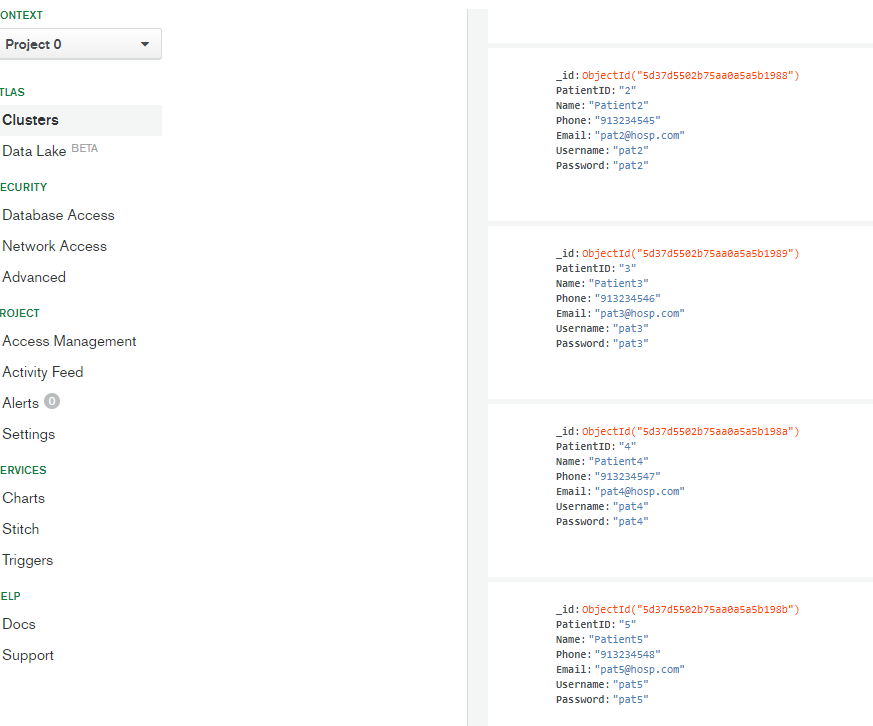 ONTEXT
Project 0
TLAS
Clusters
Data Lake BETA
ECURITY
Database Access
Network Access
Advanced
ROJECT
Access Management
Activity Feed
Alerts 0
Settings
ERVICES
Charts
Stitch
Triggers
ELP
Docs
Support
_id:ObjectId("5d37d5502b75aa0a5a5b1988")
PatientID:"2"
Name:"Patient2"
Phone:"913234545"
Email:"pat2@hosp.com"
Username:"pat2"
Password:"pat2"
_id:ObjectId("5d37d5502b75aa0a5a5b1989")
PatientID:"3"
Name:"Patient3"
Phone:"913234546"
Email:"pat3@hosp.com"
Username:"pat3"
Password:"pat3"
_id:ObjectId("5d37d5502b75aa0a5a5b198a")
PatientID:"4"
Name:"Patient4"
Phone:"913234547"
Email:"pat4@hosp.com"
Username:"pat4"
Password:"pat4"
_id:ObjectId("5d37d5502b75aa0a5a5b198b")
PatientID:"5"
Name:"Patient5"
Phone:"913234548"
Email:"pat5@hosp.com"
Username:"pat5"
Password:"pat5"